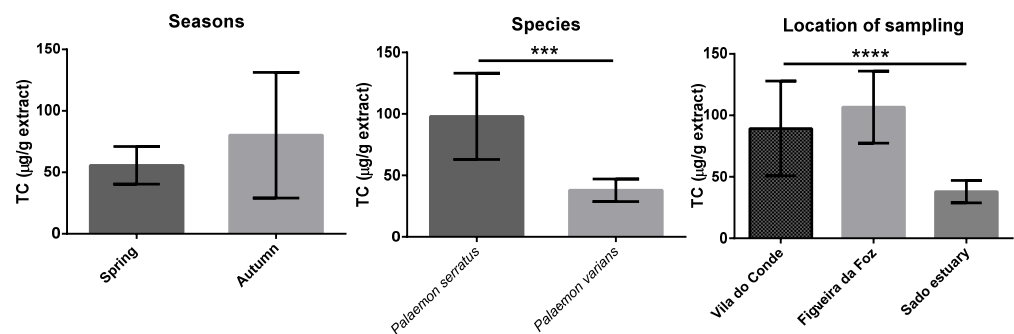 Seasons
TC (μg/g extract)
150
100
50
0
Spring
Autumn
Species
***
TC (μg/g extract)
150
100
50
0
Palaemon serratus
Palaemon varians
Location of sampling
****
TC (μg/g extract)
150
100
50
0
Vila do Conde
Figveira da Foz
Sado estuary